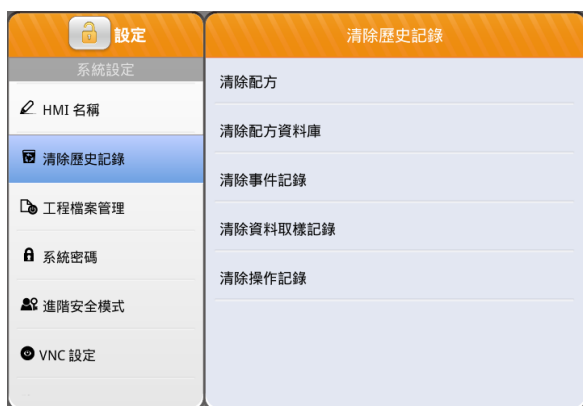 設定
系統設定
HMI 名稱
清除歷史記錄
工程檔案管理
系統密碼
進階安全模式
VNC 設定
清除歷史記錄
清除配方
清除配方資料庫
清除事件記錄
清除資料取樣記錄
清除操作記錄